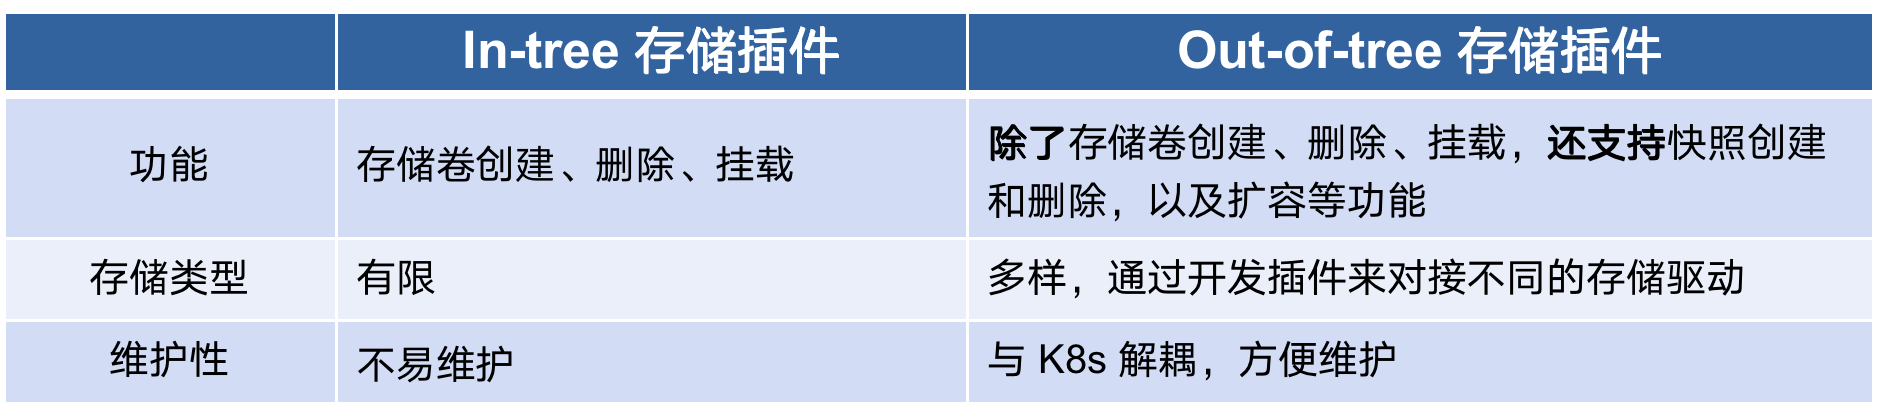 In-tree 存储插件
Out-of-tree 存储插件
功能
存储卷创建、删除、挂载
除了存储卷创建、删除、挂载，还支持快照创建
和删除，以及扩容等功能
存储类型
有限
多样，通过开发插件来对接不同的存储驱动
维护性
不易维护
与 K8s 解耦，方便维护